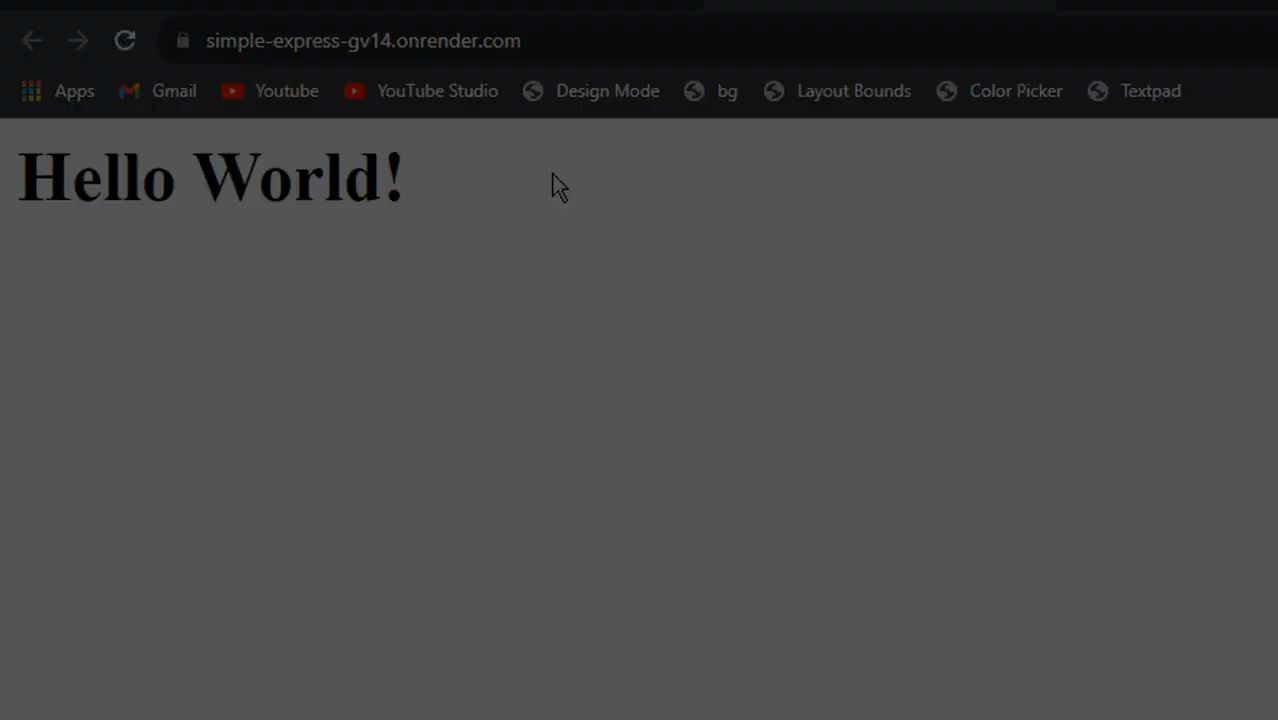 simple-express-gv14.onrender.com
Apps Gmail Youtube YouTube Studio Design Mode bg Layout Bounds Color Picker Textpad
Hello World!